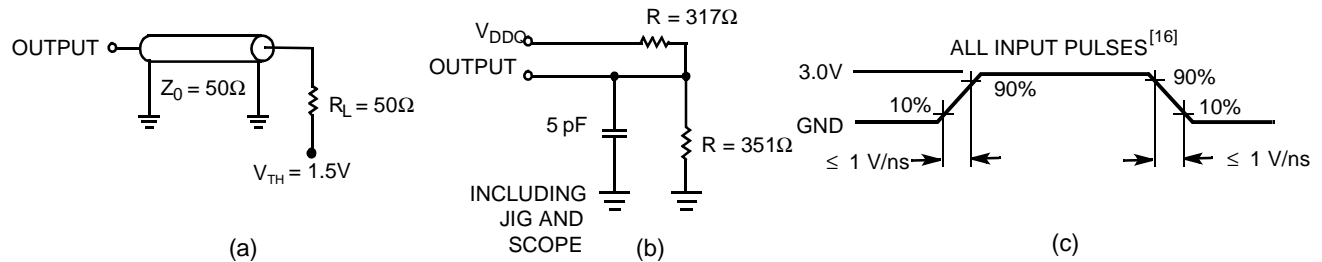 OUTPUT
Z0 = 50Ω
RL = 50Ω
VTH = 1.5V
(a)
R = 317Ω
VDDQ
OUTPUT
5 pF
R = 351Ω
INCLUDING
JIG AND
SCOPE
(b)
ALL INPUT PULSES[16]
3.0V
90%
90%
10%
10%
GND
≤ 1 V/ns
≤ 1 V/ns
(c)